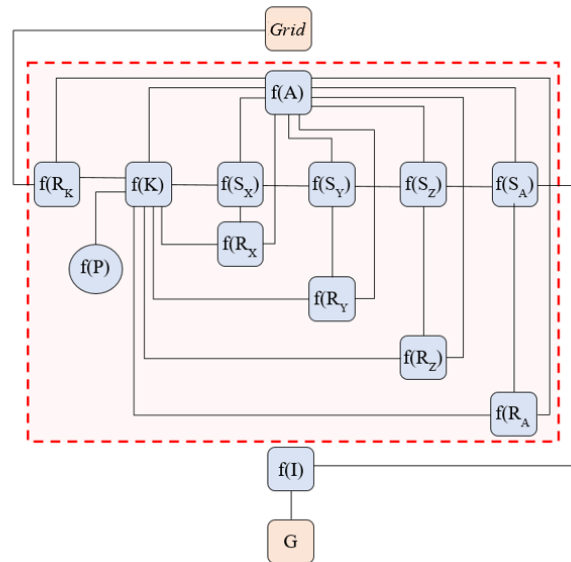 Grid
f(A)
f(R_K) f(K) f(S_X) f(S_Y) f(S_Z) f(S_A)
f(R_X)
f(P)
f(R_Y)
f(R_Z)
f(R_A)
f(I)
G